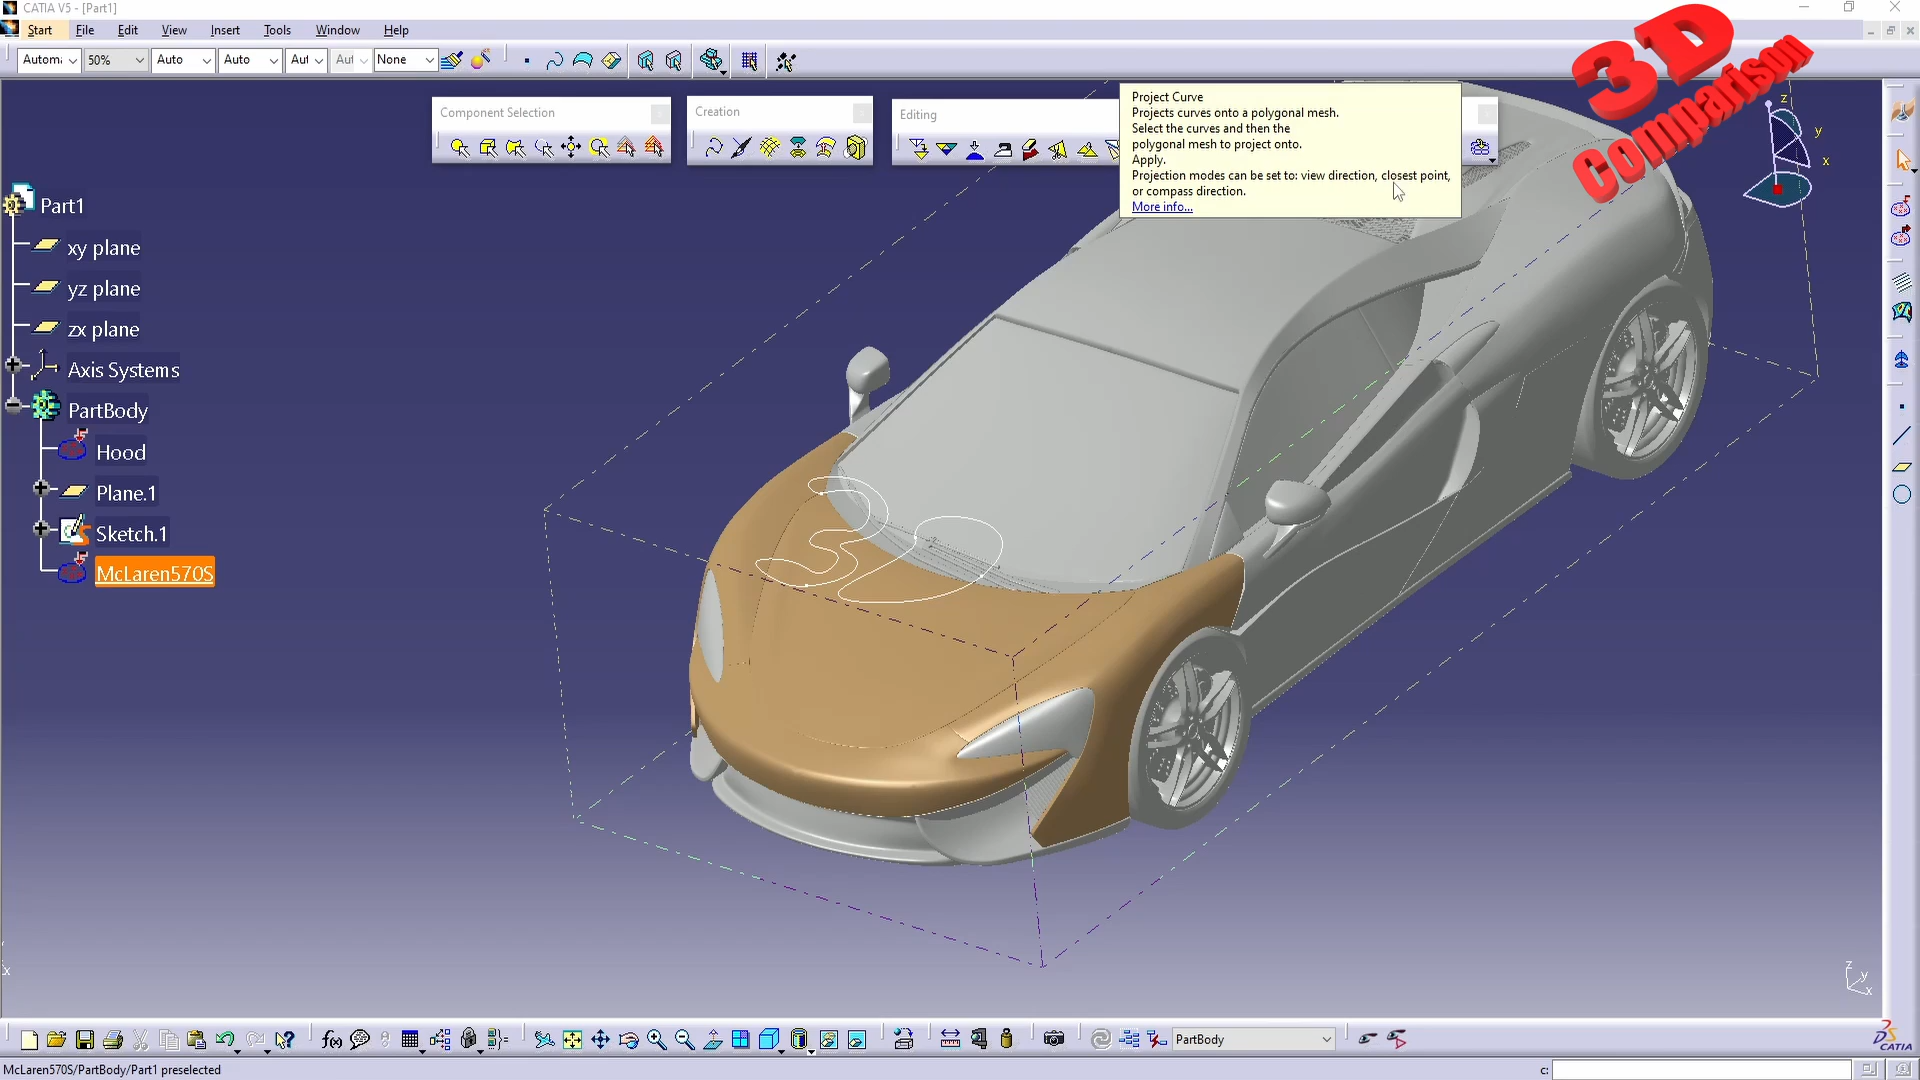 CATIA V5 - [Part1]
Start File Edit View Insert Tools Window Help
50% Auto Auto Aut Aut None
3D
Comparison
Component Selection
Creation
Editing
Project Curve
Projects curves onto a polygonal mesh.
Select the curves and then the
polygonal mesh to project onto.
Apply.
Projection modes can be set to: view direction, closest point,
or compass direction.
More info...
z
y
x
Part1
xy plane
yz plane
zx plane
Axis Systems
PartBody
Hood
Plane.1
Sketch.1
McLaren570S
3D
x
z
y
x
f(x)
PartBody
CATIA
McLaren570S/PartBody/Part1 preselected
c: